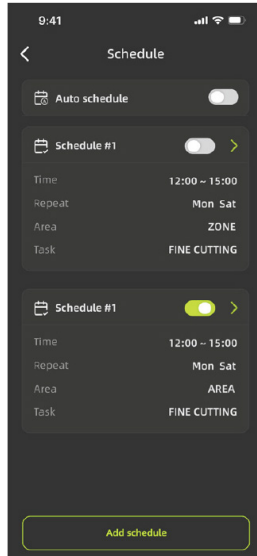 9:41
Schedule
Auto schedule
Schedule #1
Time 12:00 ~ 15:00
Repeat Mon Sat
Area ZONE
Task FINE CUTTING
Schedule #1
Time 12:00 ~ 15:00
Repeat Mon Sat
Area AREA
Task FINE CUTTING
Add schedule